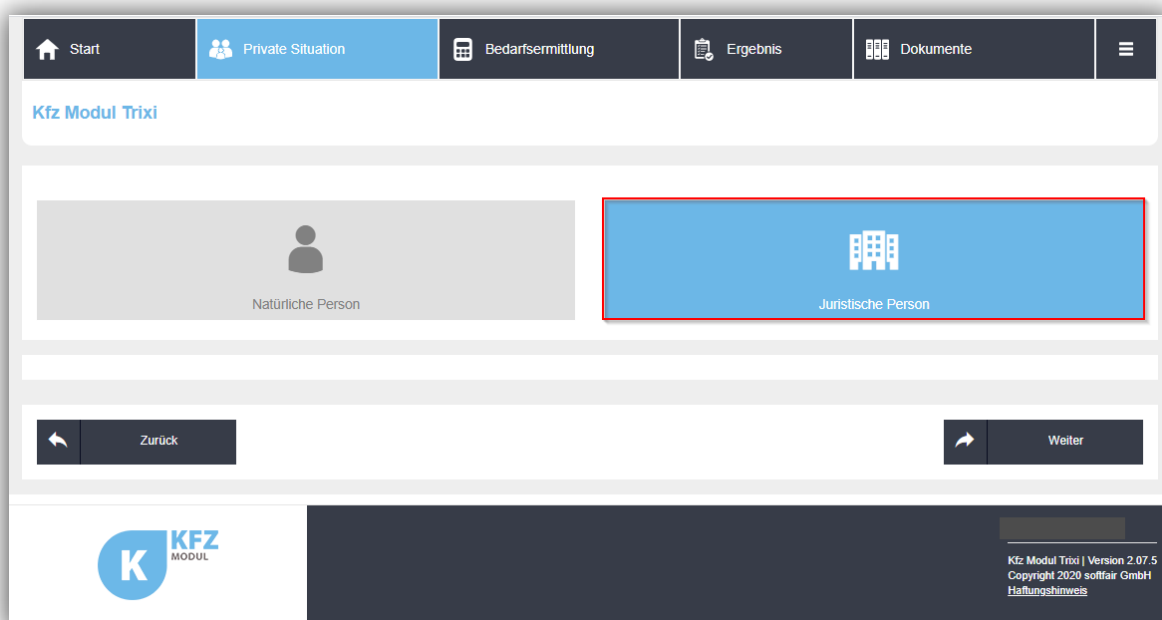 Start
Private Situation
Bedarfsermittlung
Ergebnis
Dokumente
Kfz Modul Trixi
Natürliche Person
Juristische Person
Zurück
Weiter
K
KFZ
MODUL
Kfz Modul Trixi | Version 2.07.5
Copyright 2020 softfair GmbH
Haftungshinweis